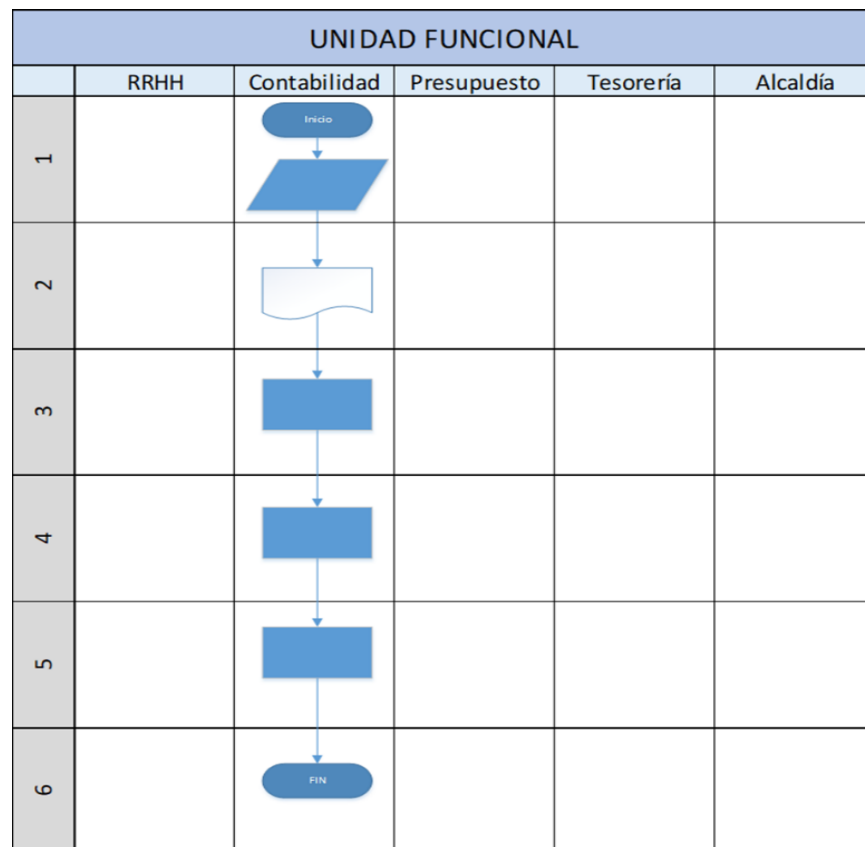 UNIDAD FUNCIONAL
RRHH Contabilidad Presupuesto Tesorería Alcaldía
Inicio
1
2
3
4
5
FIN
6